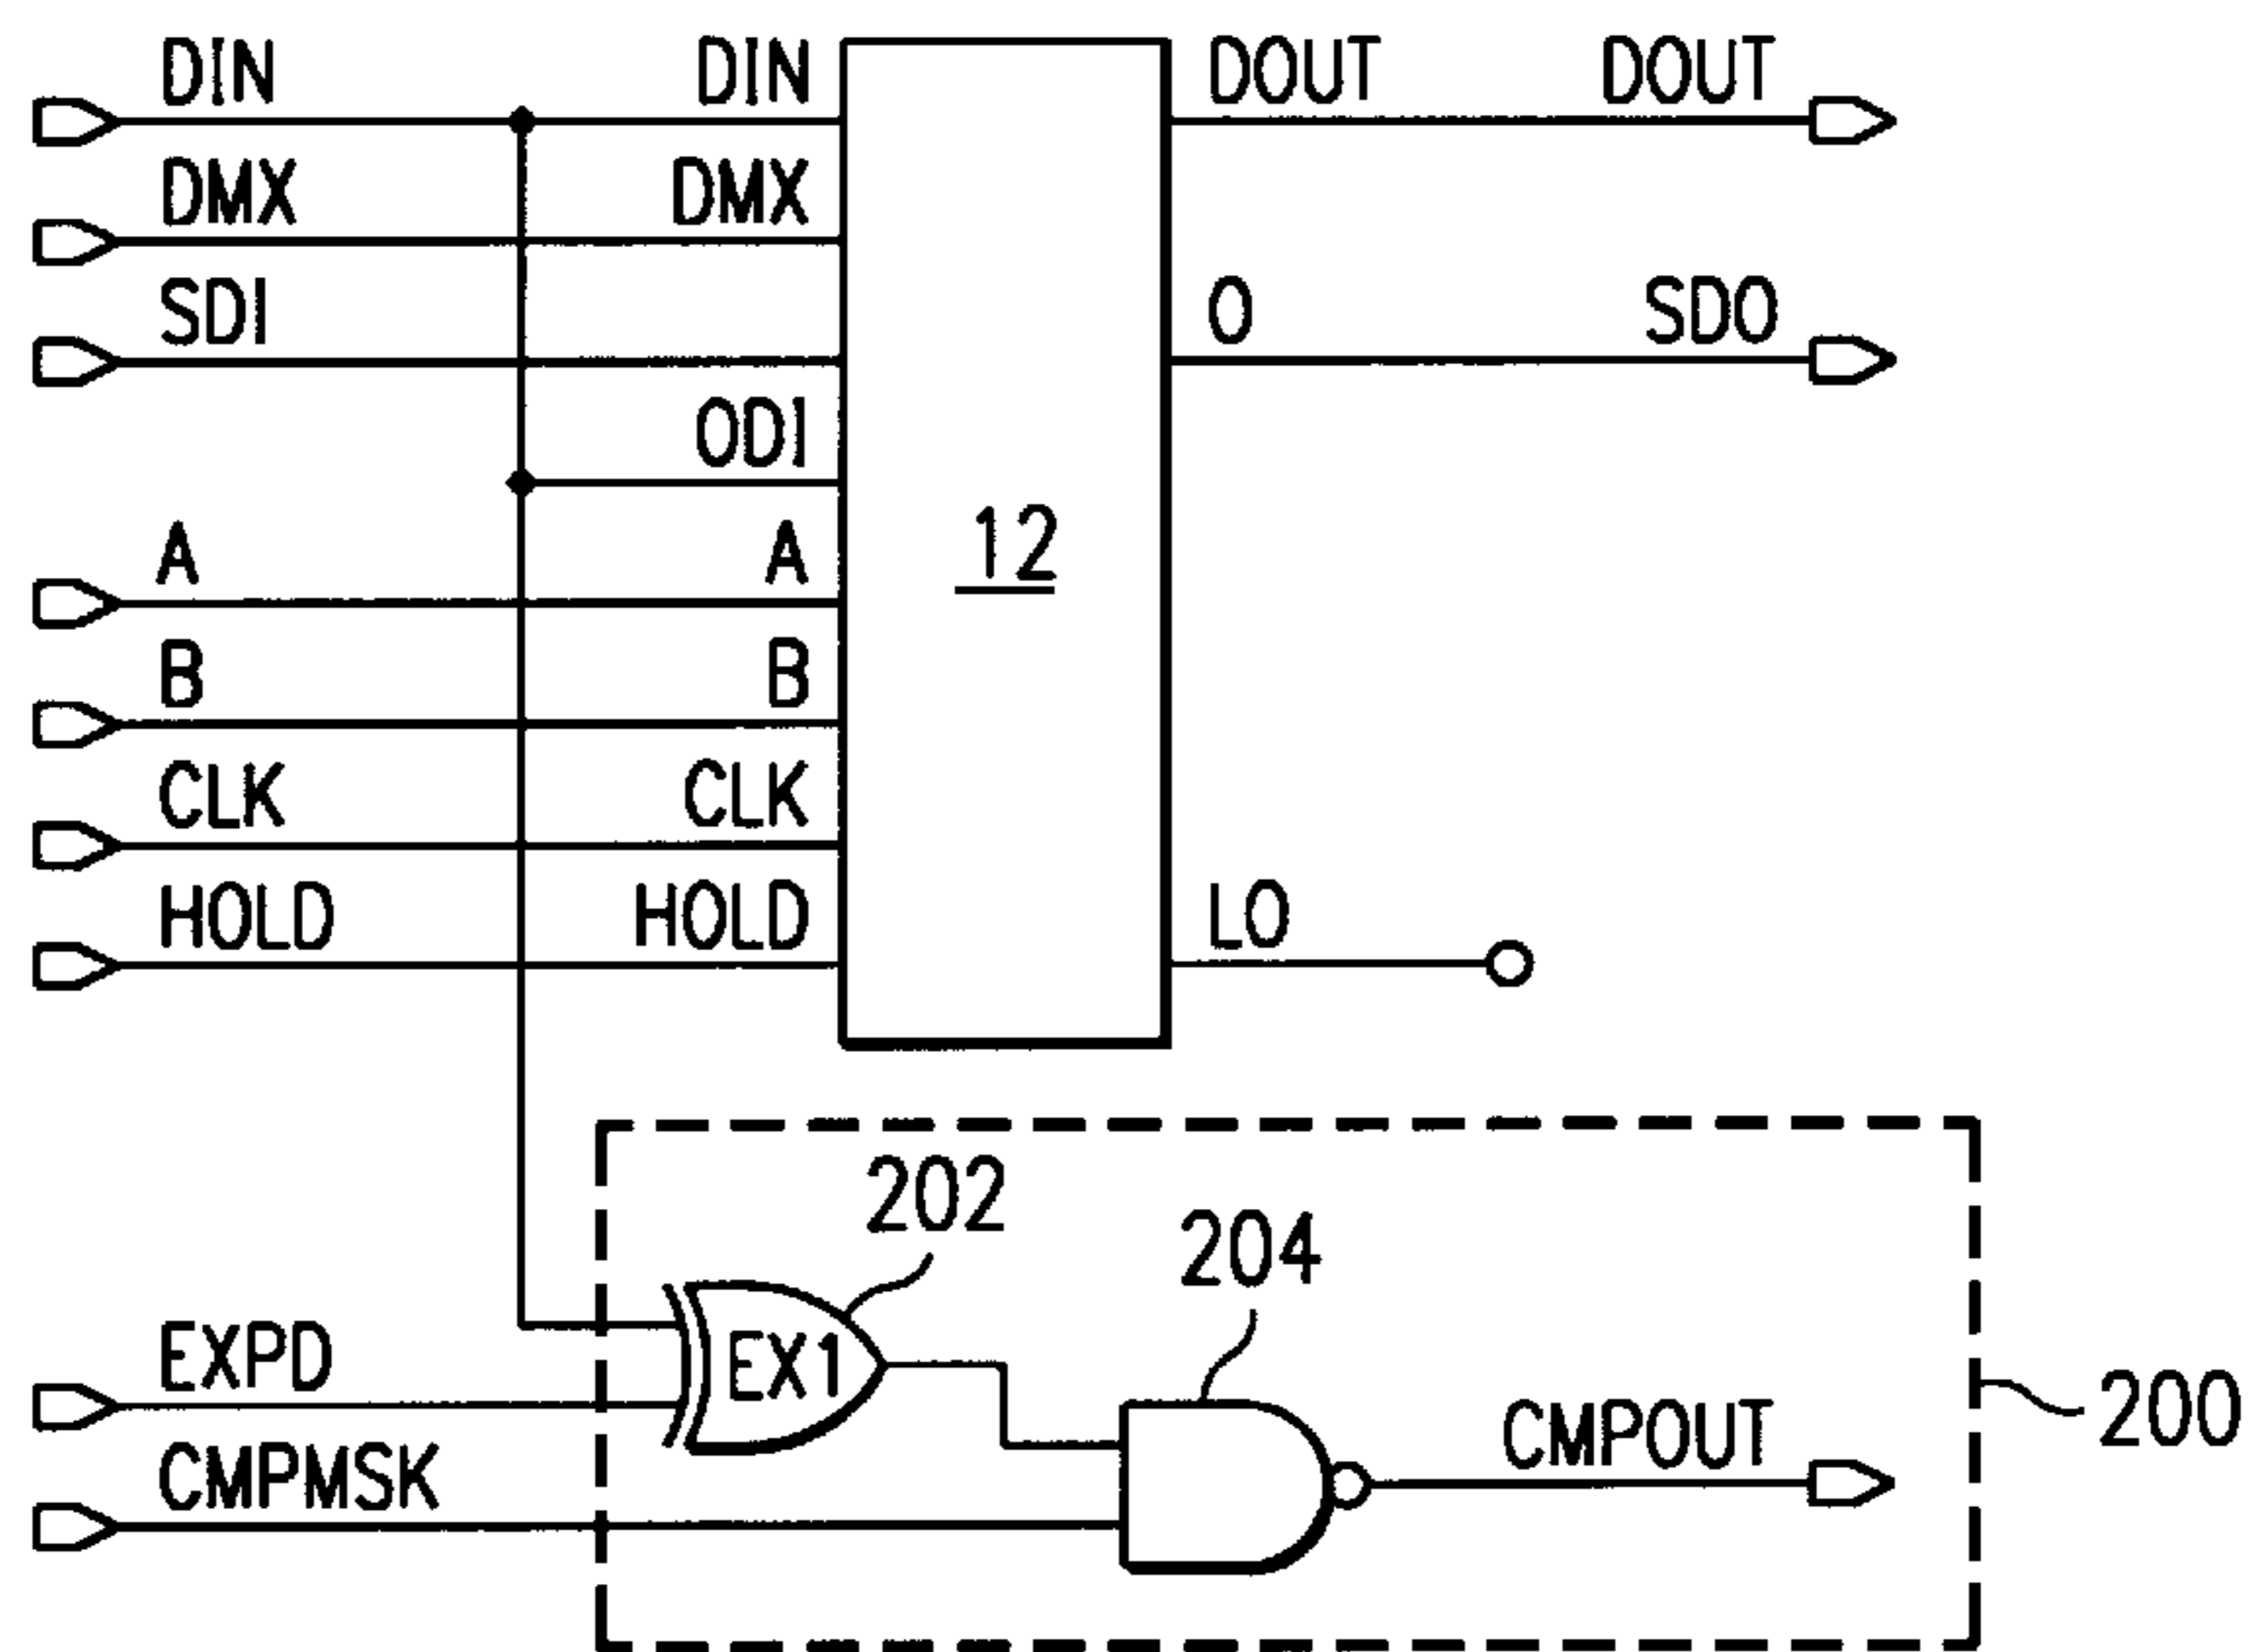 DIN DIN DOUT DOUT
DMX DMX
SDI O SDO
ODI
12
A A
B B
CLK CLK
HOLD HOLD LO
202
204
EXPD EX1
CMPOUT 200
CMPMSK